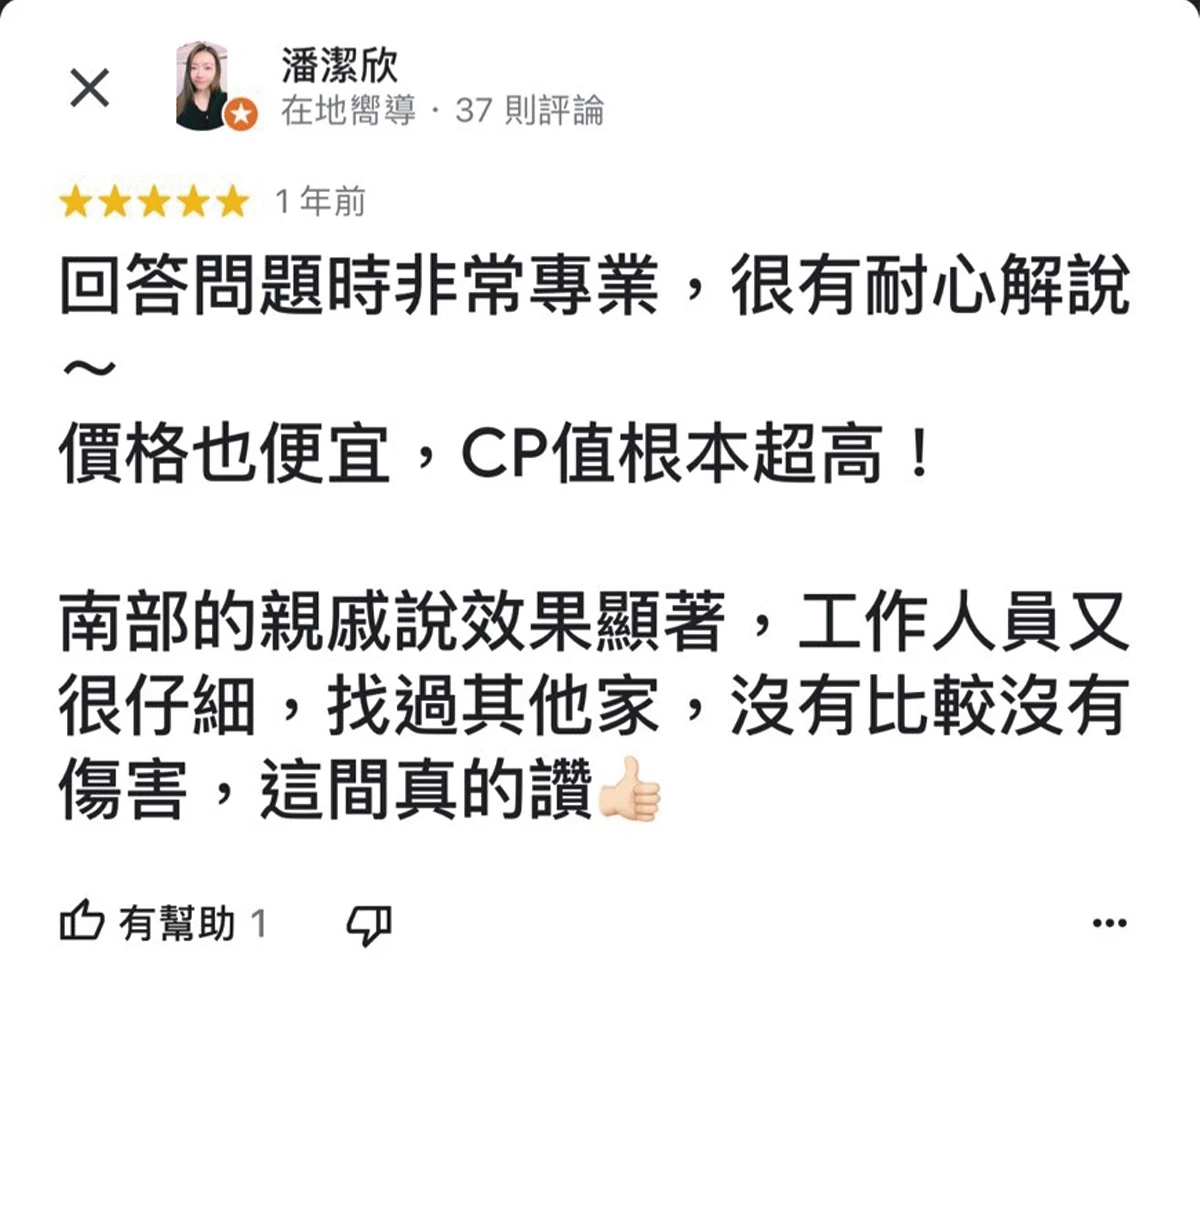 潘潔欣
在地嚮導 · 37 則評論
1 年前
回答問題時非常專業，很有耐心解說
～
價格也便宜，CP值根本超高！
南部的親戚說效果顯著，工作人員又
很仔細，找過其他家，沒有比較沒有
傷害，這間真的讚👍🏻
有幫助 1